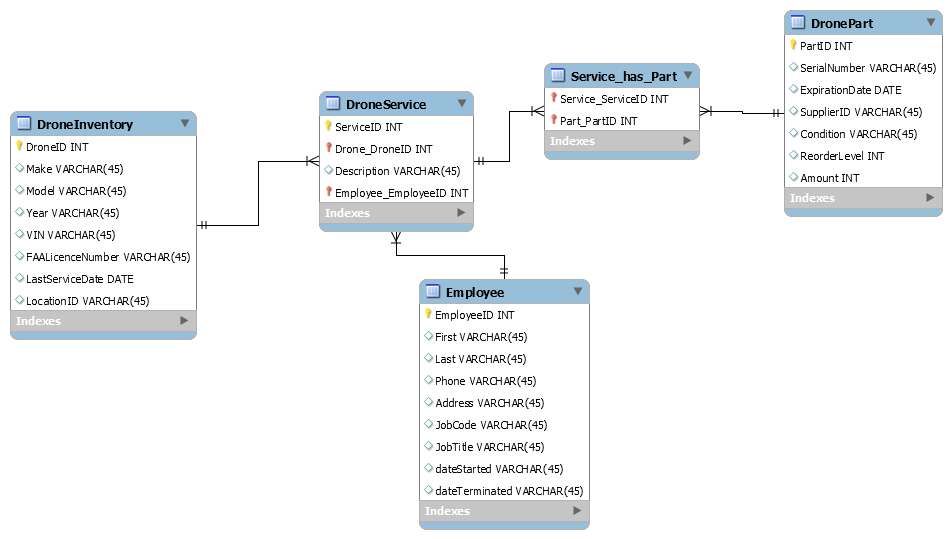 DroneInventory
DroneID INT
Make VARCHAR(45)
Model VARCHAR(45)
Year VARCHAR(45)
VIN VARCHAR(45)
FAALicenceNumber VARCHAR(45)
LastServiceDate DATE
LocationID VARCHAR(45)
Indexes
DroneService
ServiceID INT
Drone_DroneID INT
Description VARCHAR(45)
Employee_EmployeeID INT
Indexes
Service_has_Part
Service_ServiceID INT
Part_PartID INT
Indexes
DronePart
PartID INT
SerialNumber VARCHAR(45)
ExpirationDate DATE
SupplierID VARCHAR(45)
Condition VARCHAR(45)
ReorderLevel INT
Amount INT
Indexes
Employee
EmployeeID INT
First VARCHAR(45)
Last VARCHAR(45)
Phone VARCHAR(45)
Address VARCHAR(45)
JobCode VARCHAR(45)
JobTitle VARCHAR(45)
dateStarted VARCHAR(45)
dateTerminated VARCHAR(45)
Indexes